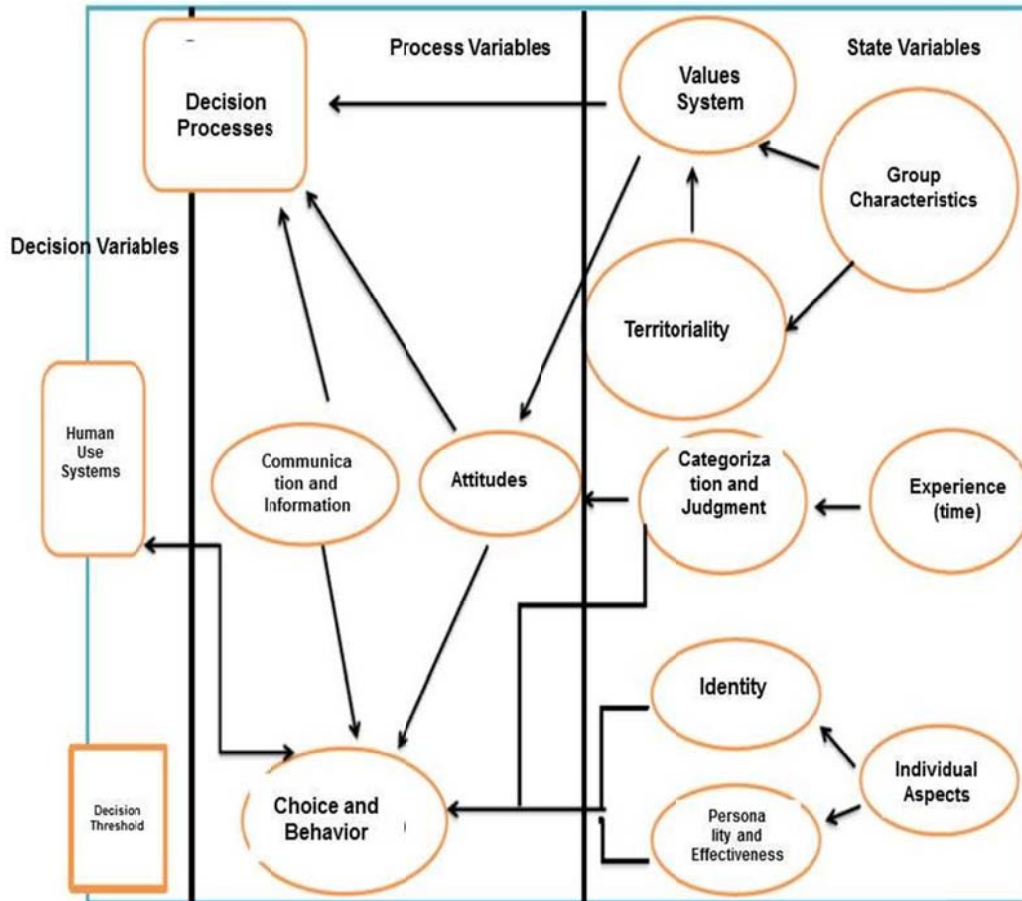 Process Variables
State Variables
Values
System
Decision
Processes
Group
Characteristics
Decision Variables
Territoriality
Human
Use
Systems
Communica
tion and
Information
Attitudes
Categoriza
tion and
Judgment
Experience
(time)
Identity
Individual
Aspects
Decision
Threshold
Choice and
Behavior
Persona
lity and
Effectiveness